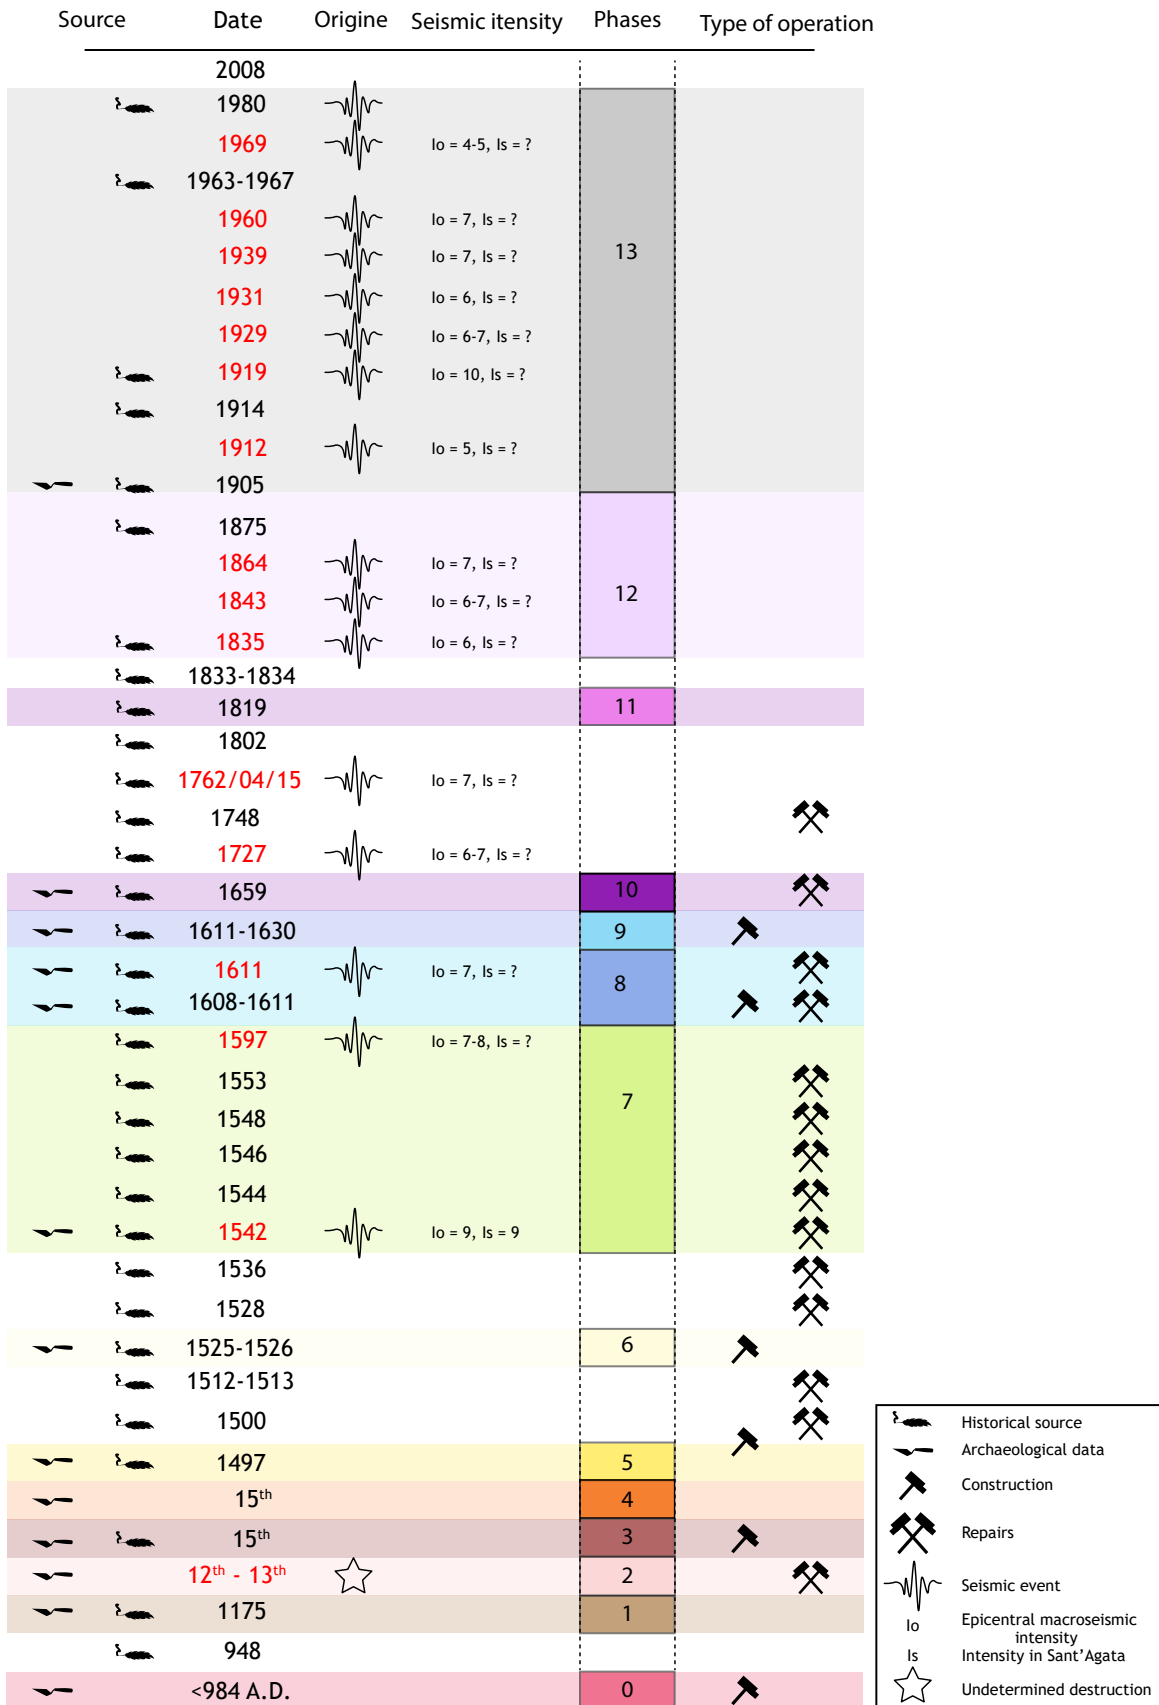 Source Date Origine Seismic itensity Phases Type of operation
2008
1980
1969 Io = 4-5, Is = ?
1963-1967
1960 Io = 7, Is = ?
1939 Io = 7, Is = ?
13
1931 Io = 6, Is = ?
1929 Io = 6-7, Is = ?
1919 Io = 10, Is = ?
1914
1912 Io = 5, Is = ?
1905
1875
1864 Io = 7, Is = ?
12
1843 Io = 6-7, Is = ?
1835 Io = 6, Is = ?
1833-1834
1819 11
1802
1762/04/15 Io = 7, Is = ?
1748
1727 Io = 6-7, Is = ?
1659 10
1611-1630 9
1611 Io = 7, Is = ?
8
1608-1611
1597 Io = 7-8, Is = ?
1553
7
1548
1546
1544
1542 Io = 9, Is = 9
1536
1528
1525-1526 6
1512-1513
1500
1497 5
15th 4
15th 3
12th - 13th 2
1175 1
948
<984 A.D. 0
Historical source
Archaeological data
Construction
Repairs
Seismic event
Io Epicentral macroseismic
intensity
Is Intensity in Sant'Agata
Undetermined destruction